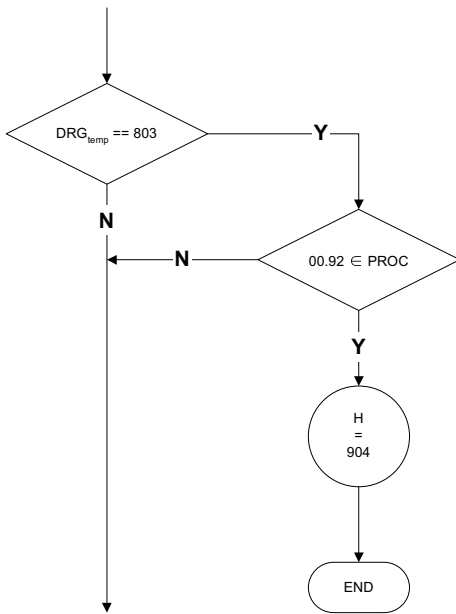 DRGtemp == 803
Y
N
N
00.92 ∈ PROC
Y
H
=
904
END